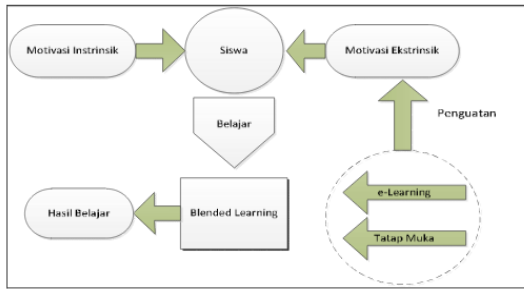 Motivasi Instrinsik
Siswa
Motivasi Ekstrinsik
Penguatan
Belajar
e-Learning
Hasil Belajar
Blended Learning
Tatap Muka